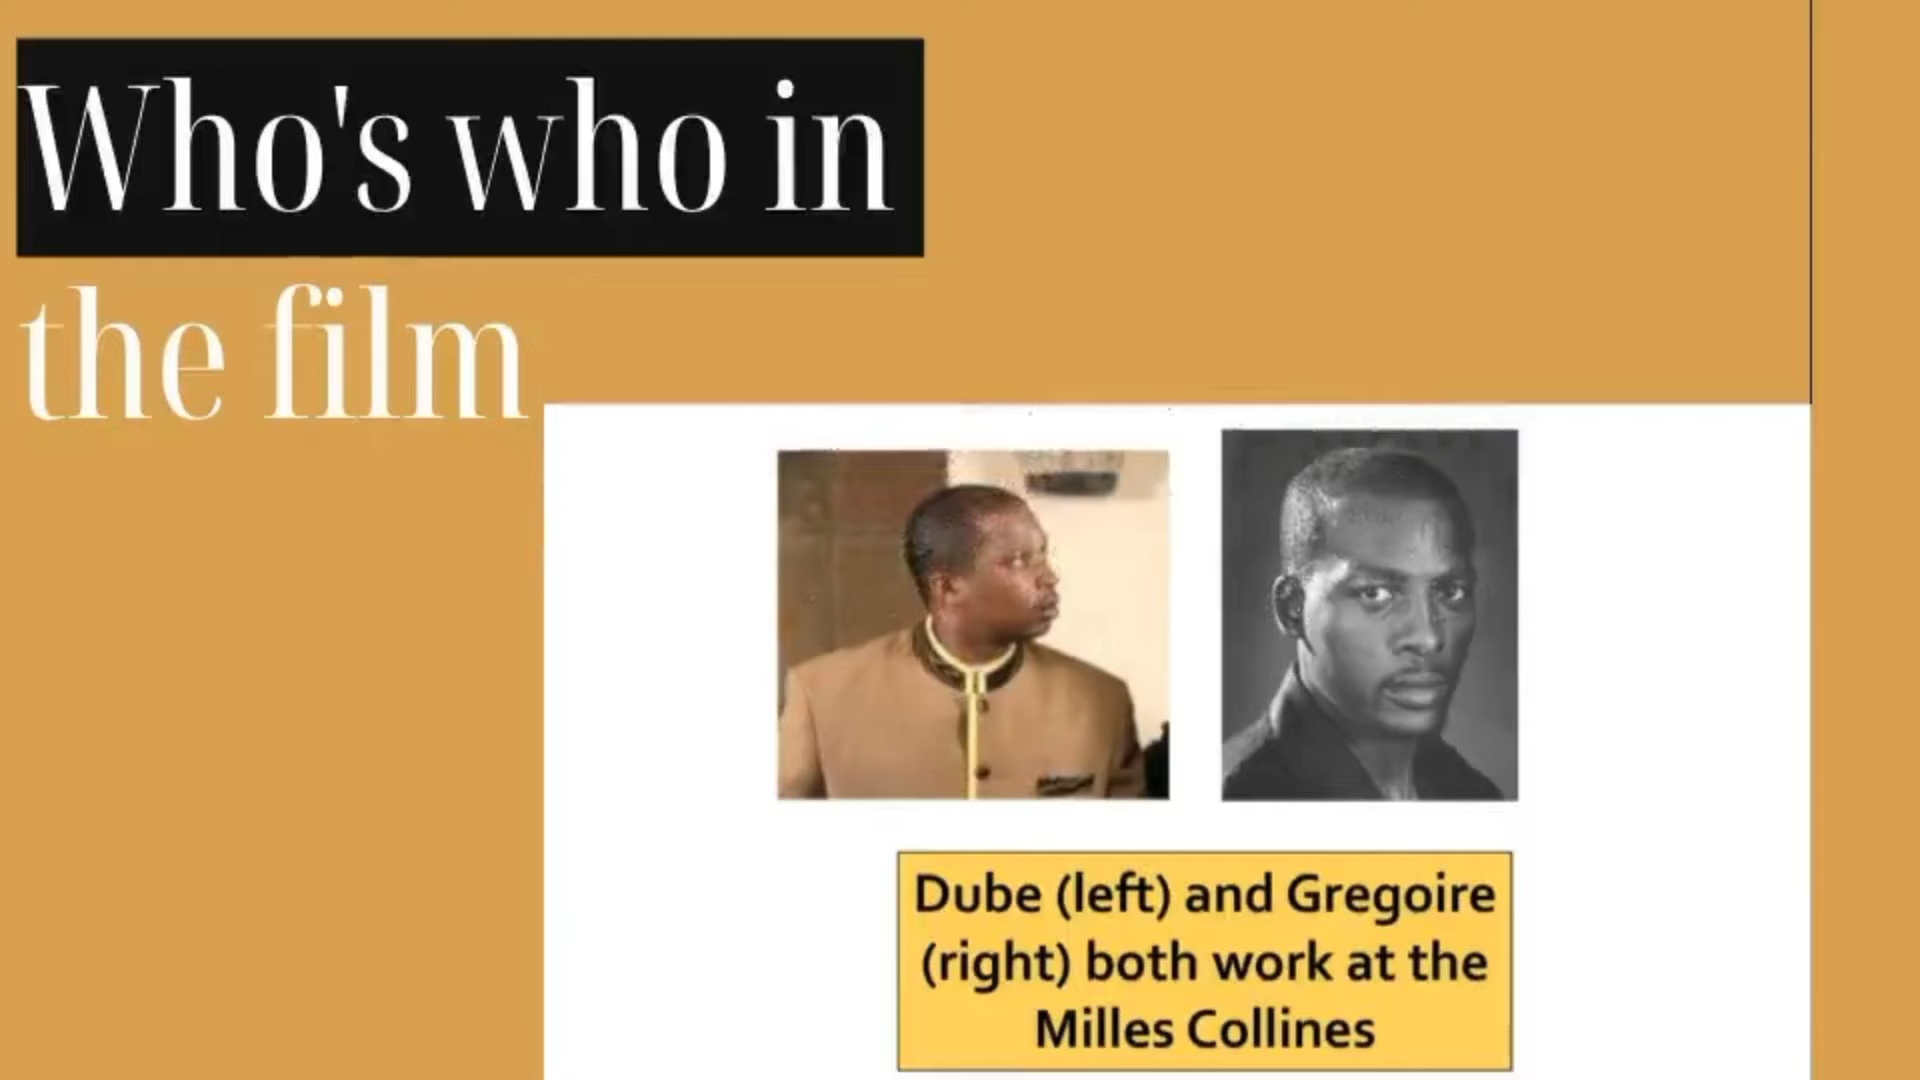 Who's who in
the film
Dube (left) and Gregoire
(right) both work at the
Milles Collines